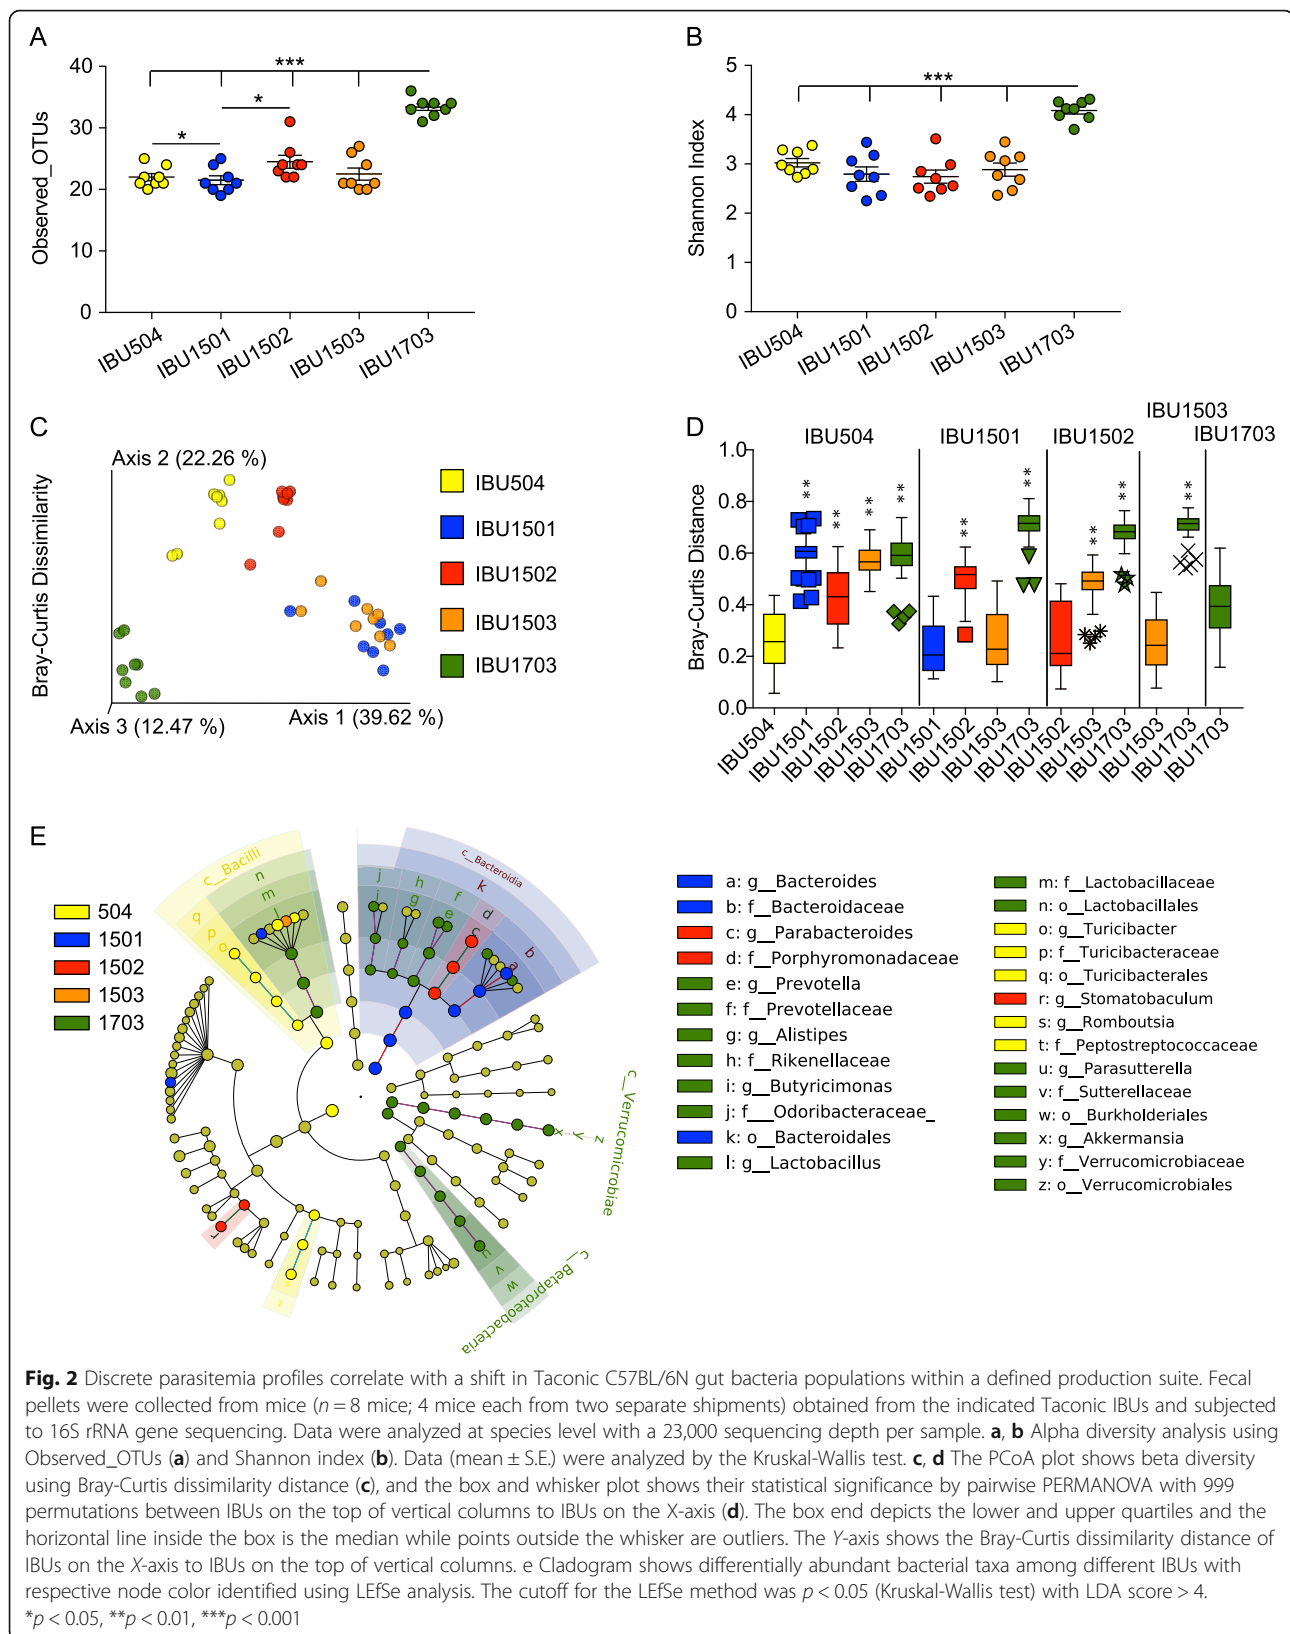 A
Observed_OTUs
40
30
20
10
0
***
*
*
IBU504
IBU1501
IBU1502
IBU1503
IBU1703
B
Shannon Index
5
4
3
2
1
0
***
IBU504
IBU1501
IBU1502
IBU1503
IBU1703
C
Bray-Curtis Dissimilarity
Axis 2 (22.26 %)
Axis 3 (12.47 %)
Axis 1 (39.62 %)
IBU504
IBU1501
IBU1502
IBU1503
IBU1703
D
Bray-Curtis Distance
1.0
0.8
0.6
0.4
0.2
0.0
IBU504
IBU1501
IBU1502
IBU1503
IBU1703
**
**
**
**
**
**
**
**
**
IBU504
IBU1501
IBU1502
IBU1503
IBU1703
IBU1501
IBU1502
IBU1503
IBU1703
IBU1502
IBU1503
IBU1703
IBU1503
IBU1703
IBU1703
E
504
1501
1502
1503
1703
c__Bacilli
n
m
l
q
p
o
c__Bacteroidia
j
i
h
g
f
e
k
d
c
b
a
c__Verrucomicrobiae
x
y
z
c__Betaproteobacteria
u
v
w
r
a: g__Bacteroides
b: f__Bacteroidaceae
c: g__Parabacteroides
d: f__Porphyromonadaceae
e: g__Prevotella
f: f__Prevotellaceae
g: g__Alistipes
h: f__Rikenellaceae
i: g__Butyricimonas
j: f___Odoribacteraceae_
k: o__Bacteroidales
l: g__Lactobacillus
m: f__Lactobacillaceae
n: o__Lactobacillales
o: g__Turicibacter
p: f__Turicibacteraceae
q: o__Turicibacterales
r: g__Stomatobaculum
s: g__Romboutsia
t: f__Peptostreptococcaceae
u: g__Parasutterella
v: f__Sutterellaceae
w: o__Burkholderiales
x: g__Akkermansia
y: f__Verrucomicrobiaceae
z: o__Verrucomicrobiales
Fig. 2 Discrete parasitemia profiles correlate with a shift in Taconic C57BL/6N gut bacteria populations within a defined production suite. Fecal
pellets were collected from mice (n = 8 mice; 4 mice each from two separate shipments) obtained from the indicated Taconic IBUs and subjected
to 16S rRNA gene sequencing. Data were analyzed at species level with a 23,000 sequencing depth per sample. a, b Alpha diversity analysis using
Observed_OTUs (a) and Shannon index (b). Data (mean ± S.E.) were analyzed by the Kruskal-Wallis test. c, d The PCoA plot shows beta diversity
using Bray-Curtis dissimilarity distance (c), and the box and whisker plot shows their statistical significance by pairwise PERMANOVA with 999
permutations between IBUs on the top of vertical columns to IBUs on the X-axis (d). The box end depicts the lower and upper quartiles and the
horizontal line inside the box is the median while points outside the whisker are outliers. The Y-axis shows the Bray-Curtis dissimilarity distance of
IBUs on the X-axis to IBUs on the top of vertical columns. e Cladogram shows differentially abundant bacterial taxa among different IBUs with
respective node color identified using LEfSe analysis. The cutoff for the LEfSe method was p < 0.05 (Kruskal-Wallis test) with LDA score > 4.
*p < 0.05, **p < 0.01, ***p < 0.001